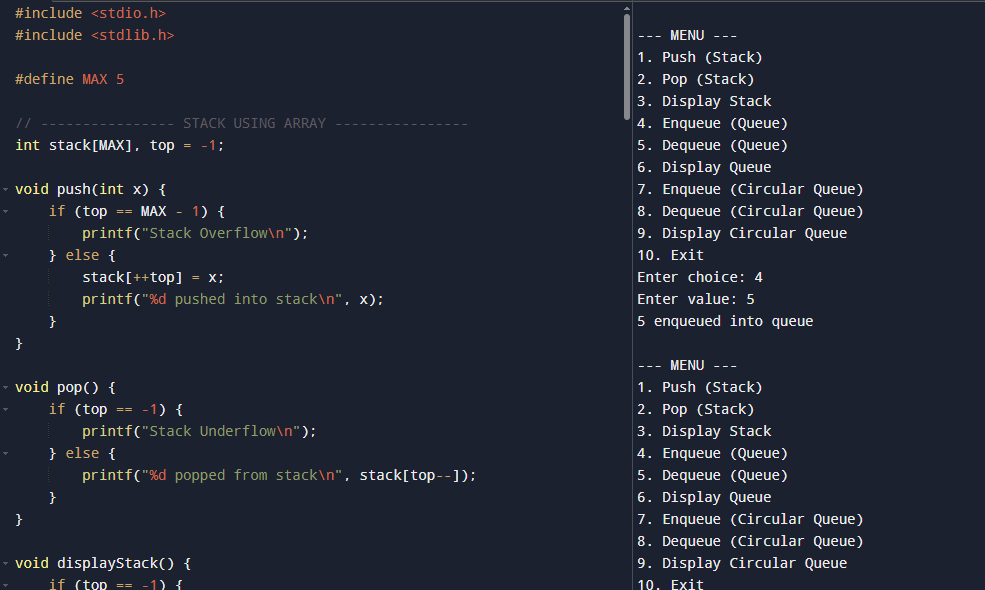 #include <stdio.h>
#include <stdlib.h>
#define MAX 5
// ---------------- STACK USING ARRAY ----------------
int stack[MAX], top = -1;
void push(int x) {
    if (top == MAX - 1) {
        printf("Stack Overflow\n");
    } else {
        stack[++top] = x;
        printf("%d pushed into stack\n", x);
    }
}
void pop() {
    if (top == -1) {
        printf("Stack Underflow\n");
    } else {
        printf("%d popped from stack\n", stack[top--]);
    }
}
void displayStack() {
    if (top == -1) {
--- MENU ---
1. Push (Stack)
2. Pop (Stack)
3. Display Stack
4. Enqueue (Queue)
5. Dequeue (Queue)
6. Display Queue
7. Enqueue (Circular Queue)
8. Dequeue (Circular Queue)
9. Display Circular Queue
10. Exit
Enter choice: 4
Enter value: 5
5 enqueued into queue
--- MENU ---
1. Push (Stack)
2. Pop (Stack)
3. Display Stack
4. Enqueue (Queue)
5. Dequeue (Queue)
6. Display Queue
7. Enqueue (Circular Queue)
8. Dequeue (Circular Queue)
9. Display Circular Queue
10. Exit